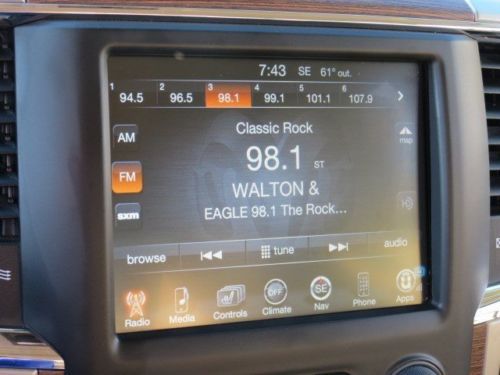 7:43 SE 61° out.
1 94.5 2 96.5 3 98.1 4 99.1 5 101.1 6 107.9
AM
Classic Rock
map
98.1 ST
FM
WALTON &
EAGLE 98.1 The Rock...
sxm
browse tune audio
OFF SE
Radio Media Controls Climate Nav Phone Apps